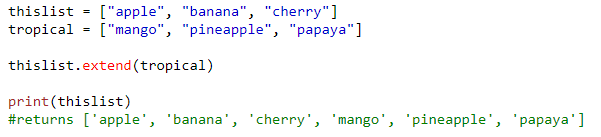 thislist = ["apple", "banana", "cherry"]
tropical = ["mango", "pineapple", "papaya"]
thislist.extend(tropical)
print(thislist)
#returns ['apple', 'banana', 'cherry', 'mango', 'pineapple', 'papaya']